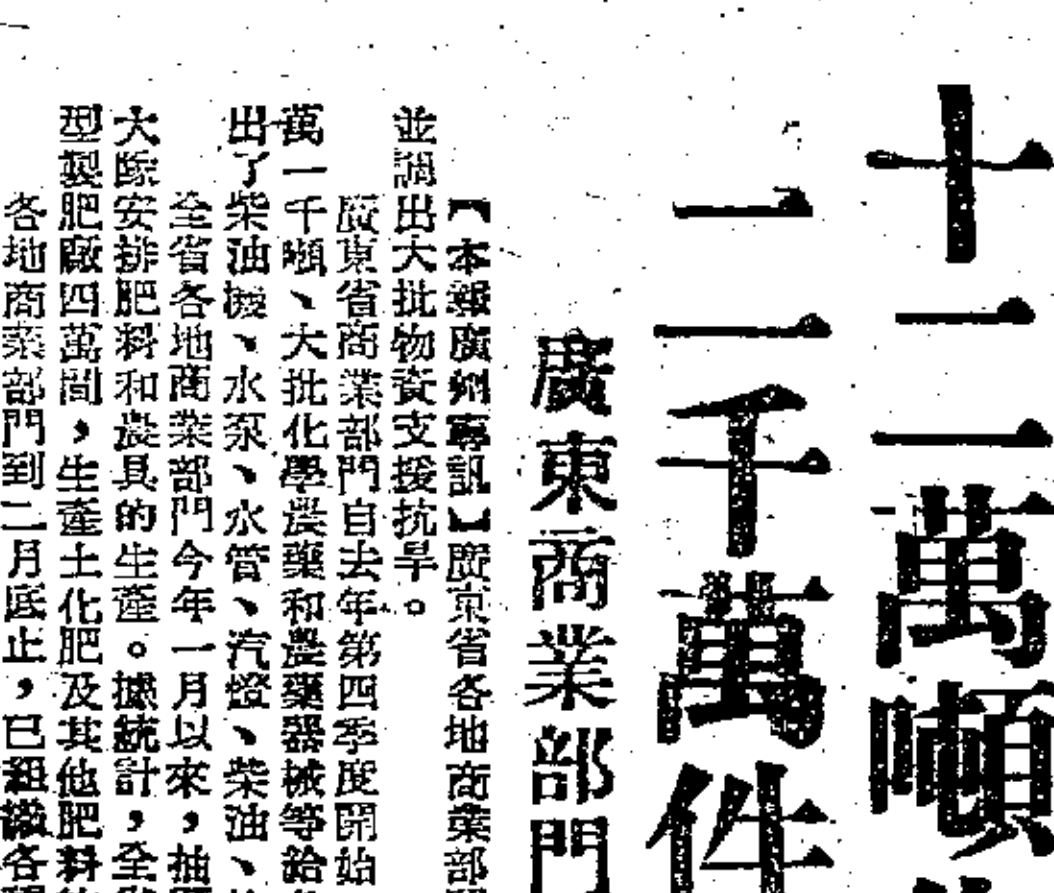 十二萬噸
一二千萬件
廣東商業部門
【本報廣州專訊】廣東省各地商業部
並調出大批物資支援抗旱。
廣東省商業部門自去年第四季度開始
萬一千噸、大批化學農藥和農藥器械等給
出了柴油機、水泵、水管、汽燈、柴油、
全省各地商業部門今年一月以來，抽
大隊安排肥料和農具的生產。據統計，全
型製肥廠四萬間，生產土化肥及其他肥料
各地商業部門到二月底止，已組織各